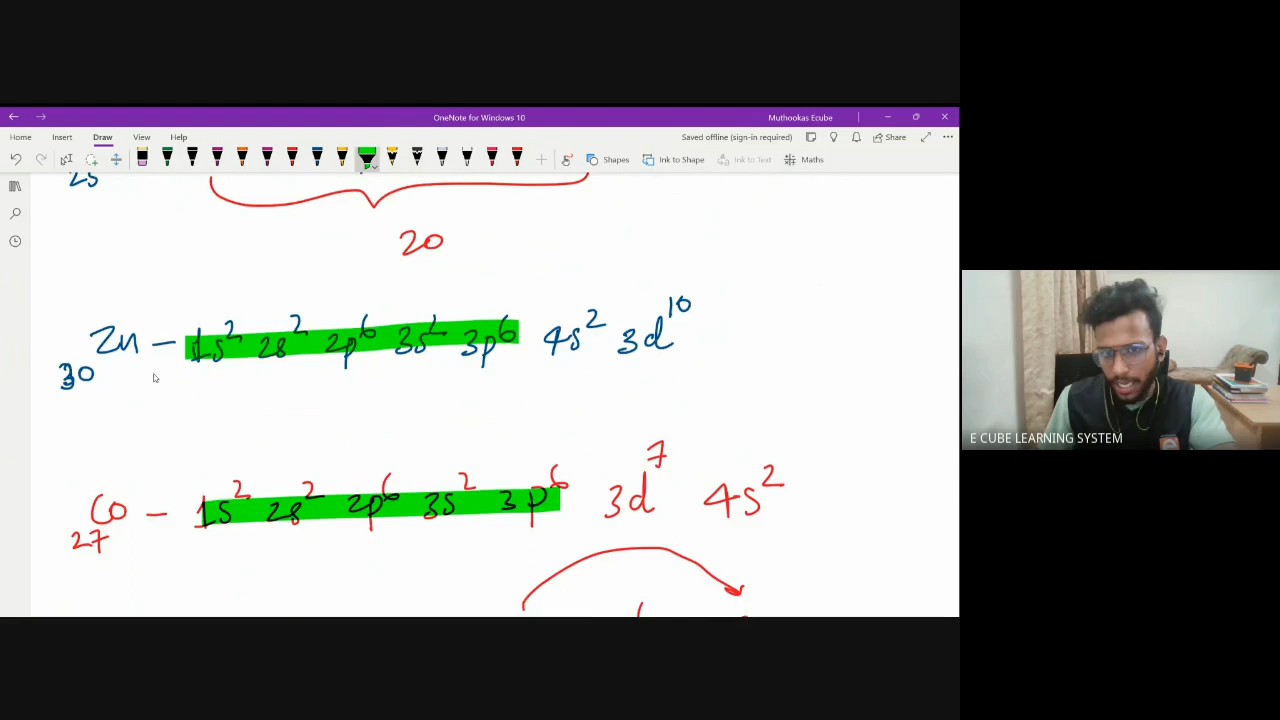 OneNote for Windows 10
Muthookas Ecube
Home Insert Draw View Help
Saved offline (sign-in required)
Share
Shapes
Ink to Shape
Ink to Text
Maths
25
20
30Zn - 1s² 2s² 2p⁶ 3s² 3p⁶ 4s² 3d¹⁰
27Co - 1s² 2s² 2p⁶ 3s² 3p⁶ 3d⁷ 4s²
E CUBE LEARNING SYSTEM